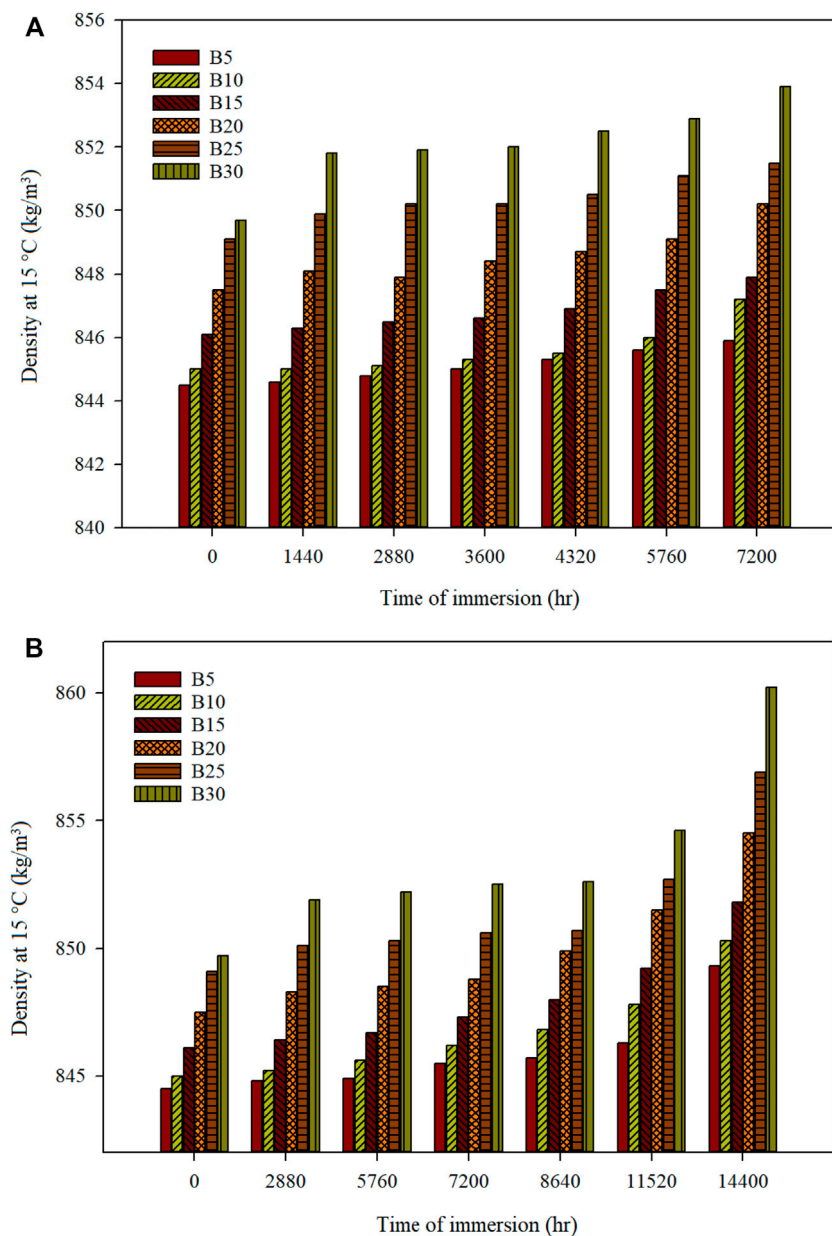 A
856
854
852
850
848
846
844
842
840
Density at 15 °C (kg/m³)
B5
B10
B15
B20
B25
B30
0 1440 2880 3600 4320 5760 7200
Time of immersion (hr)
B
860
855
850
845
Density at 15 °C (kg/m³)
B5
B10
B15
B20
B25
B30
0 2880 5760 7200 8640 11520 14400
Time of immersion (hr)